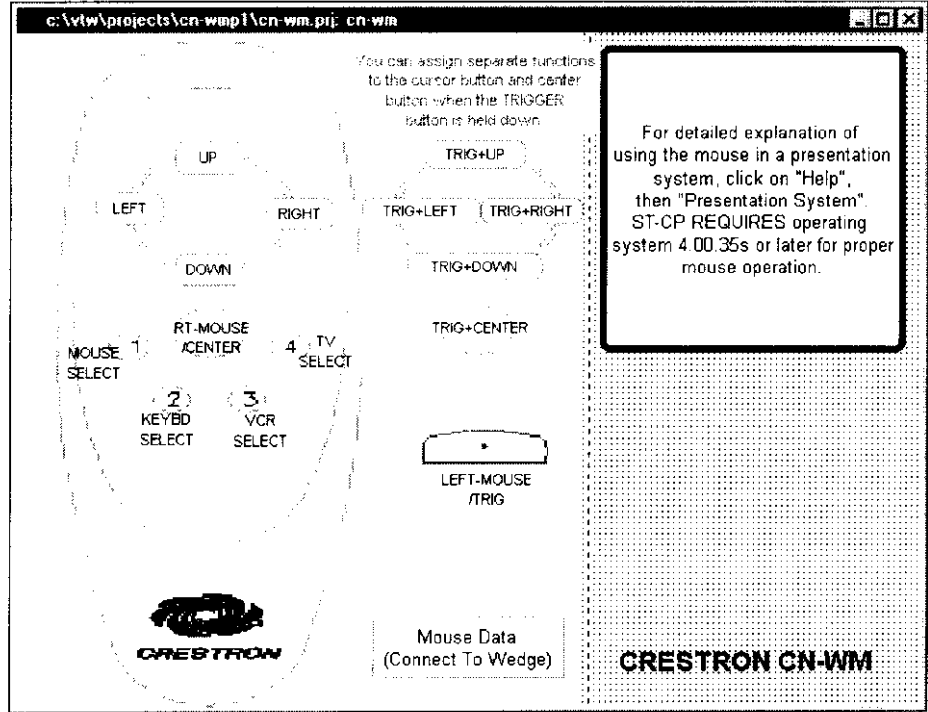 c:\vtw\projects\cn-wmp1\cn-wm.prj: cn-wm
You can assign separate functions
to the cursor button and center
button when the TRIGGER
button is held down
UP
LEFT
RIGHT
DOWN
RT-MOUSE
/CENTER
MOUSE 1
SELECT
4 TV
SELECT
2
KEYBD
SELECT
3
VCR
SELECT
CRESTRON
TRIG+UP
TRIG+LEFT
TRIG+RIGHT
TRIG+DOWN
TRIG+CENTER
LEFT-MOUSE
/TRIG
Mouse Data
(Connect To Wedge)
For detailed explanation of
using the mouse in a presentation
system, click on "Help",
then "Presentation System".
ST-CP REQUIRES operating
system 4.00.35s or later for proper
mouse operation.
CRESTRON CN-WM